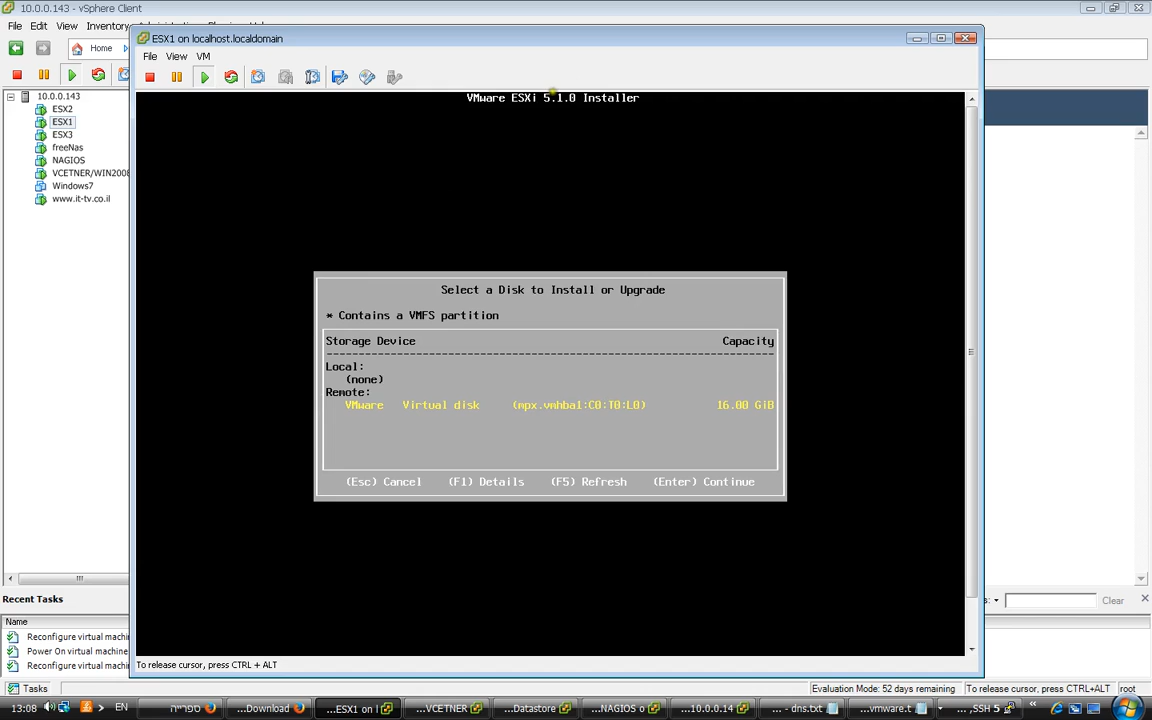 10.0.0.143 - vSphere Client
File Edit View Inventory
Home
10.0.0.143
ESX2
ESX1
ESX3
freeNas
NAGIOS
VCETNER/WIN2008
Windows7
www.it-tv.co.il
ESX1 on localhost.localdomain
File View VM
VMware ESXi 5.1.0 Installer
Select a Disk to Install or Upgrade
* Contains a VMFS partition
Storage Device Capacity
Local:
(none)
Remote:
VMware Virtual disk (mpx.vmhba1:C0:T0:L0) 16.00 GiB
(Esc) Cancel (F1) Details (F5) Refresh (Enter) Continue
To release cursor, press CTRL + ALT
Recent Tasks
Clear
Name
Reconfigure virtual machin
Power On virtual machine
Reconfigure virtual machin
Tasks
Evaluation Mode: 52 days remaining
To release cursor, press CTRL+ALT
root
13:08
EN
ספרייה...
...Download
...ESX1 on l
...VCETNER
...Datastore
...NAGIOS o
...10.0.0.14
... - dns.txt
...vmware.t
... ,SSH 5